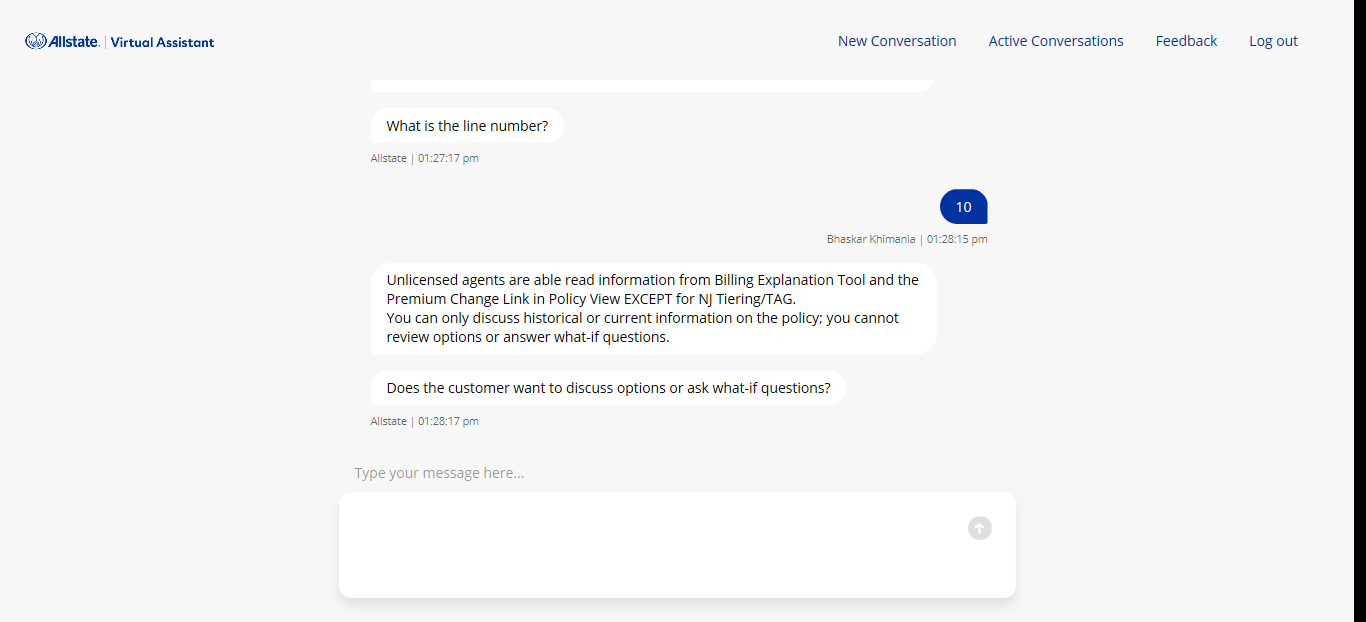 Allstate. | Virtual Assistant
New Conversation
Active Conversations
Feedback
Log out
What is the line number?
Allstate | 01:27:17 pm
10
Bhaskar Khimania | 01:28:15 pm
Unlicensed agents are able read information from Billing Explanation Tool and the
Premium Change Link in Policy View EXCEPT for NJ Tiering/TAG.
You can only discuss historical or current information on the policy; you cannot
review options or answer what-if questions.
Does the customer want to discuss options or ask what-if questions?
Allstate | 01:28:17 pm
Type your message here...